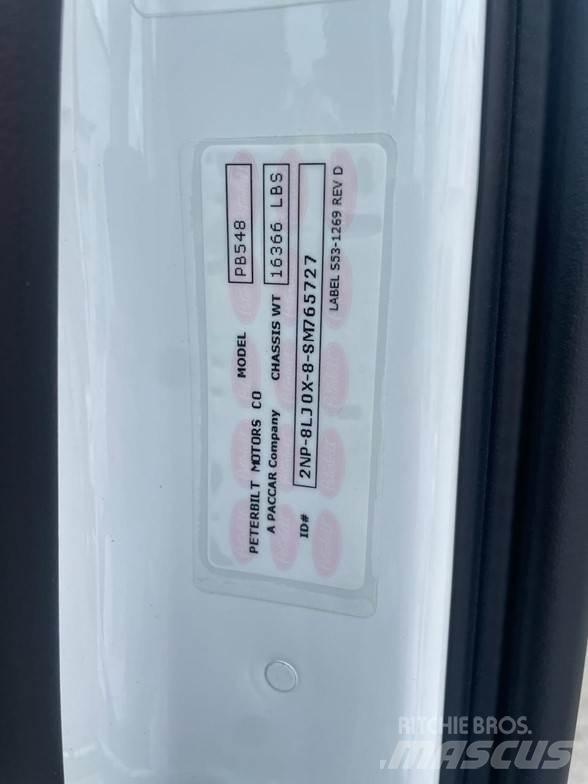 PETERBILT MOTORS CO MODEL PB548
A PACCAR Company CHASSIS WT 16366 LBS
ID# 2NP-8LJ0X-8-SM765727
LABEL S53-1269 REV D
RITCHIE BROS.
MASCUS